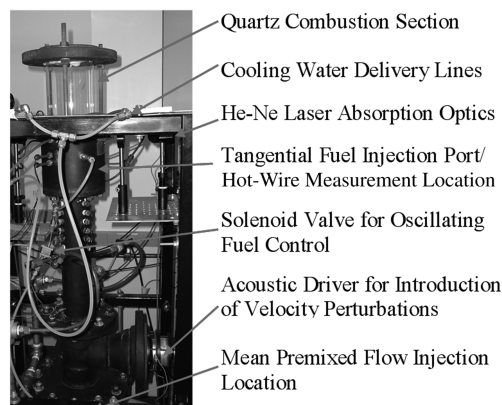 Quartz Combustion Section
Cooling Water Delivery Lines
He-Ne Laser Absorption Optics
Tangential Fuel Injection Port/
Hot-Wire Measurement Location
Solenoid Valve for Oscillating
Fuel Control
Acoustic Driver for Introduction
of Velocity Perturbations
Mean Premixed Flow Injection
Location